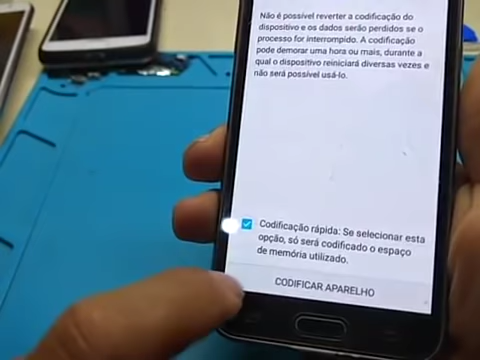 Não é possível reverter a codificação do
dispositivo e os dados serão perdidos se o
processo for interrompido. A codificação
pode demorar uma hora ou mais, durante a
qual o dispositivo reiniciará diversas vezes e
não será possível usá-lo.
Codificação rápida: Se selecionar esta
opção, só será codificado o espaço
de memória utilizado.
CODIFICAR APARELHO